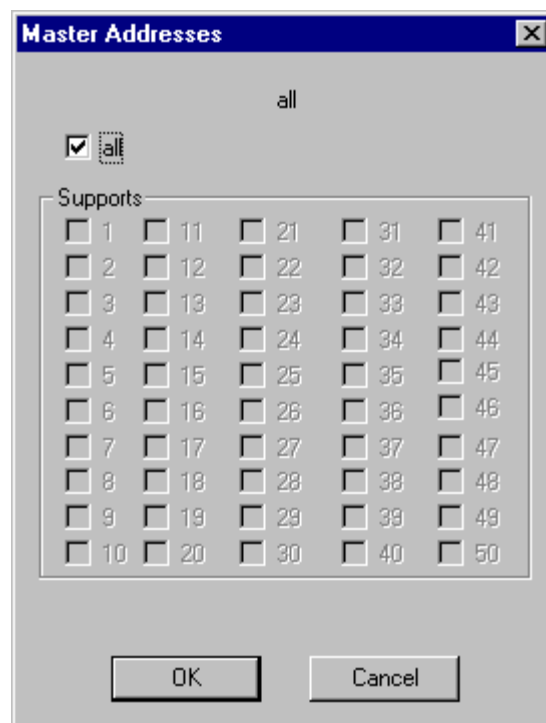 Master Addresses
all
all
Supports
1 11 21 31 41
2 12 22 32 42
3 13 23 33 43
4 14 24 34 44
5 15 25 35 45
6 16 26 36 46
7 17 27 37 47
8 18 28 38 48
9 19 29 39 49
10 20 30 40 50
OK Cancel